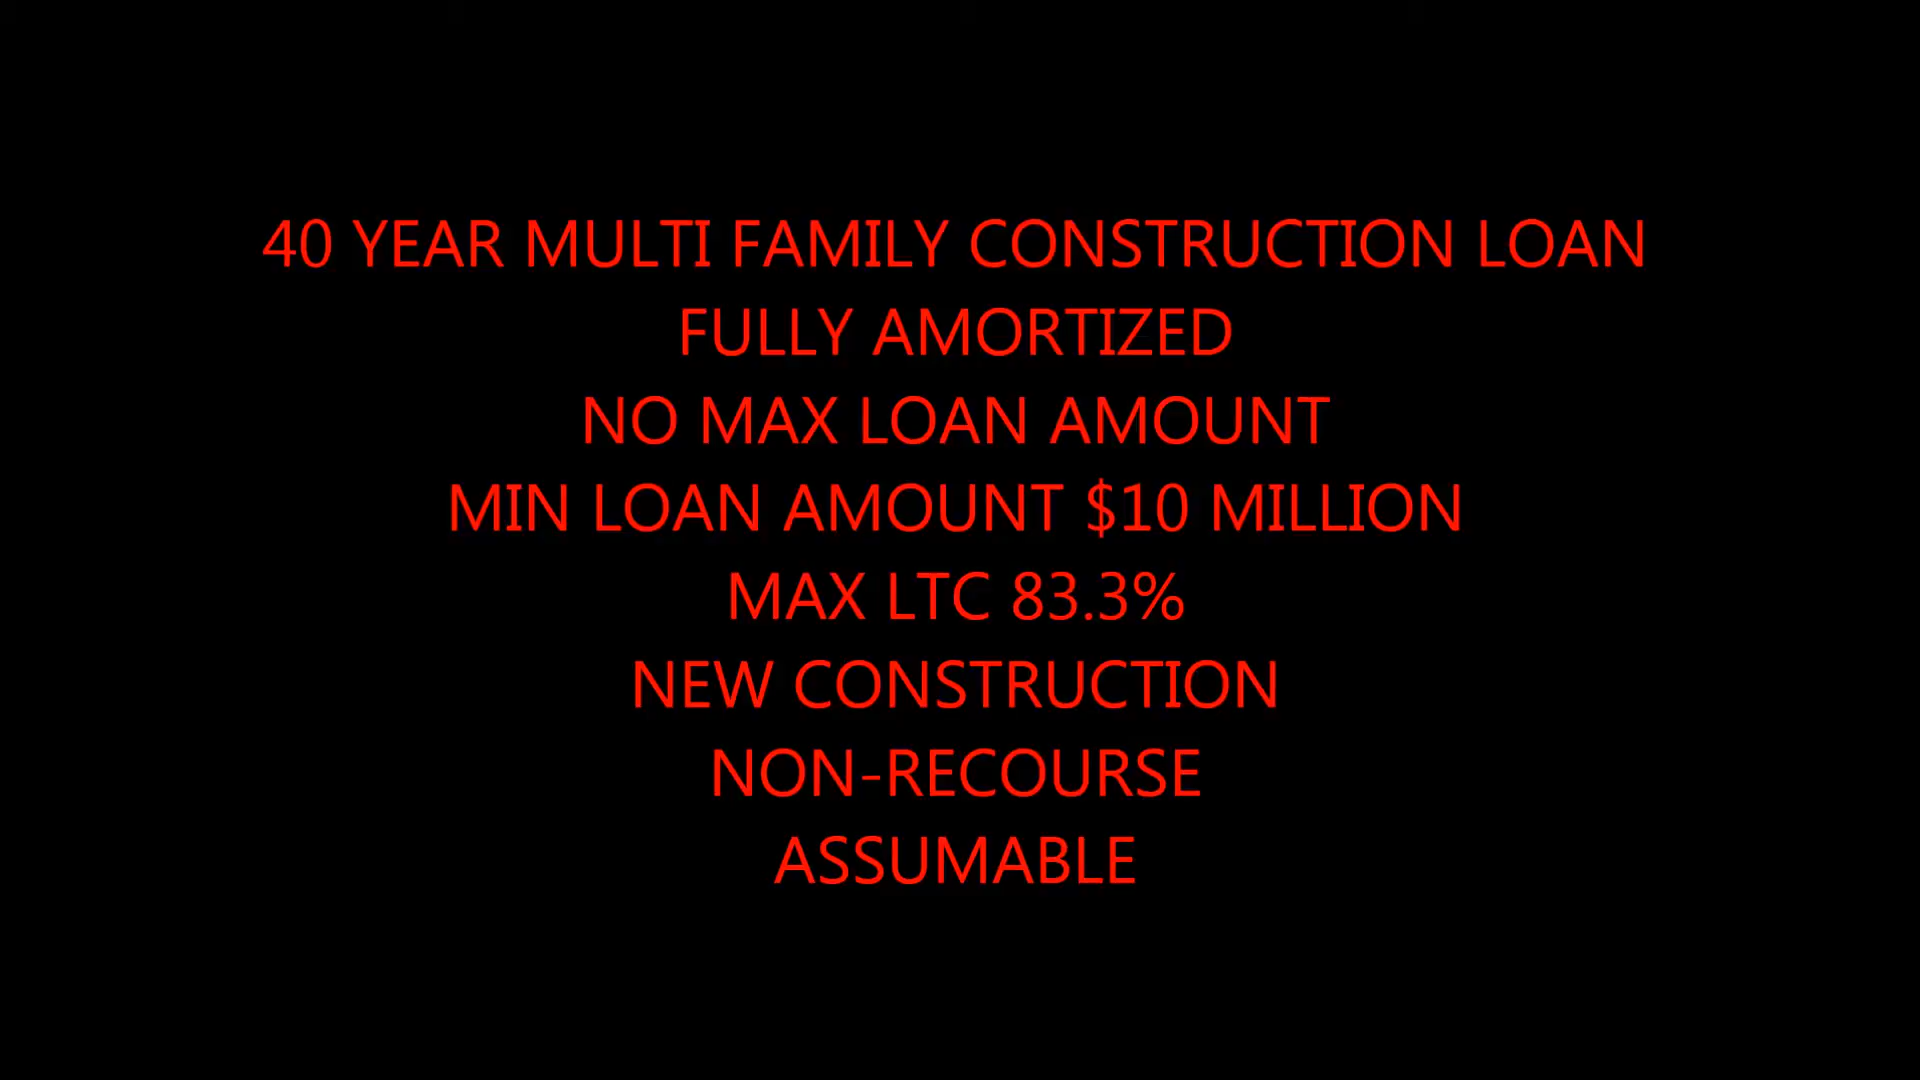 40 YEAR MULTI FAMILY CONSTRUCTION LOAN
FULLY AMORTIZED
NO MAX LOAN AMOUNT
MIN LOAN AMOUNT $10 MILLION
MAX LTC 83.3%
NEW CONSTRUCTION
NON-RECOURSE
ASSUMABLE